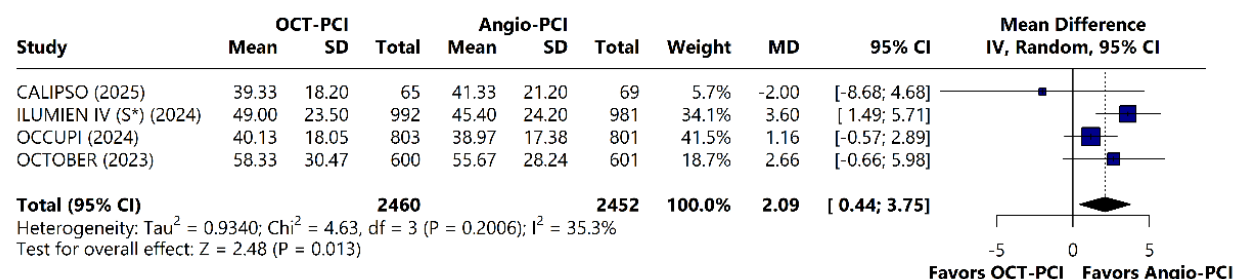 OCT-PCI Angio-PCI Mean Difference
Study Mean SD Total Mean SD Total Weight MD 95% CI IV, Random, 95% CI
CALIPSO (2025) 39.33 18.20 65 41.33 21.20 69 5.7% -2.00 [-8.68; 4.68]
ILUMIEN IV (S*) (2024) 49.00 23.50 992 45.40 24.20 981 34.1% 3.60 [ 1.49; 5.71]
OCCUPI (2024) 40.13 18.05 803 38.97 17.38 801 41.5% 1.16 [-0.57; 2.89]
OCTOBER (2023) 58.33 30.47 600 55.67 28.24 601 18.7% 2.66 [-0.66; 5.98]
Total (95% CI) 2460 2452 100.0% 2.09 [ 0.44; 3.75]
Heterogeneity: Tau² = 0.9340; Chi² = 4.63, df = 3 (P = 0.2006); I² = 35.3%
Test for overall effect: Z = 2.48 (P = 0.013)
-5 0 5
Favors OCT-PCI Favors Angio-PCI